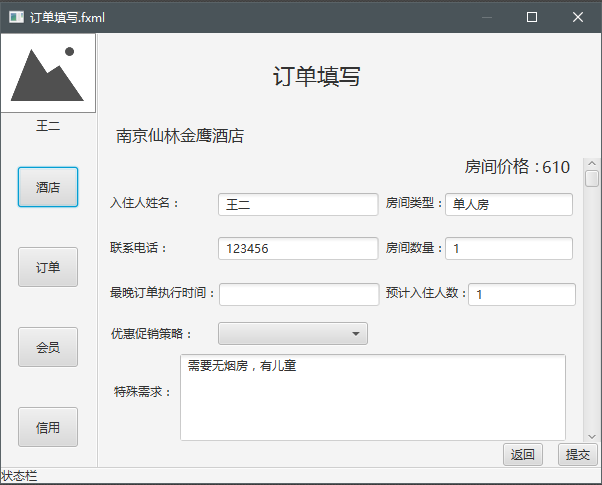 订单填写.fxml
订单填写
王二
南京仙林金鹰酒店
房间价格：610
酒店
入住人姓名： 王二 房间类型： 单人房
订单
联系电话： 123456 房间数量： 1
最晚订单执行时间： 预计入住人数： 1
会员
优惠促销策略：
特殊需求： 需要无烟房，有儿童
信用
返回 提交
状态栏